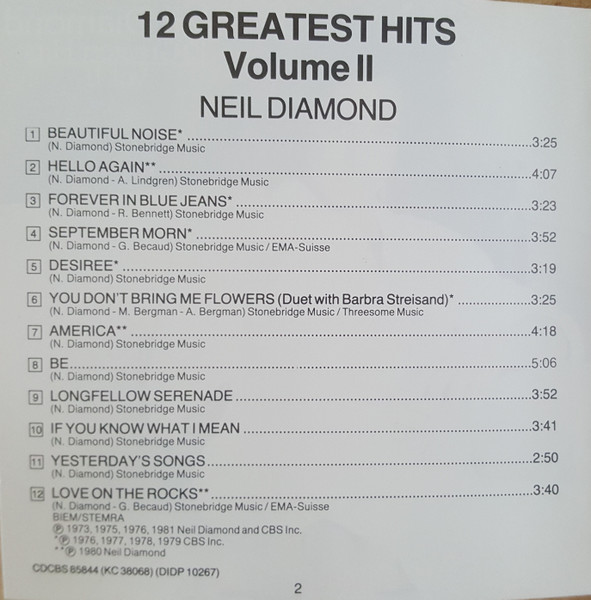 12 GREATEST HITS
Volume II
NEIL DIAMOND
1 BEAUTIFUL NOISE* 3:25
(N. Diamond) Stonebridge Music
2 HELLO AGAIN** 4:07
(N. Diamond - A. Lindgren) Stonebridge Music
3 FOREVER IN BLUE JEANS* 3:23
(N. Diamond - R. Bennett) Stonebridge Music
4 SEPTEMBER MORN* 3:52
(N. Diamond - G. Becaud) Stonebridge Music / EMA-Suisse
5 DESIREE* 3:19
(N. Diamond) Stonebridge Music
6 YOU DON'T BRING ME FLOWERS (Duet with Barbra Streisand)* 3:25
(N. Diamond - M. Bergman - A. Bergman) Stonebridge Music / Threesome Music
7 AMERICA** 4:18
(N. Diamond) Stonebridge Music
8 BE 5:06
(N. Diamond) Stonebridge Music
9 LONGFELLOW SERENADE 3:52
(N. Diamond) Stonebridge Music
10 IF YOU KNOW WHAT I MEAN 3:41
(N. Diamond) Stonebridge Music
11 YESTERDAY'S SONGS 2:50
(N. Diamond) Stonebridge Music
12 LOVE ON THE ROCKS** 3:40
(N. Diamond - G. Becaud) Stonebridge Music / EMA-Suisse
BIEM/STEMRA
℗ 1973, 1975, 1976, 1981 Neil Diamond and CBS Inc.
*℗ 1976, 1977, 1978, 1979 CBS Inc.
**℗ 1980 Neil Diamond
CDCBS 85844 (KC 38068) (DIDP 10267)
2